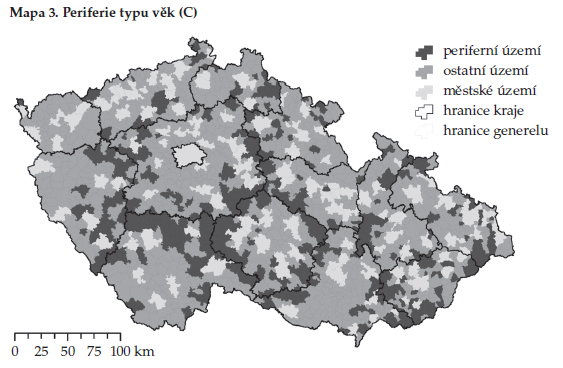 Mapa 3. Periferie typu věk (C)
periferní území
ostatní území
městské území
hranice kraje
hranice generelu
0 25 50 75 100 km